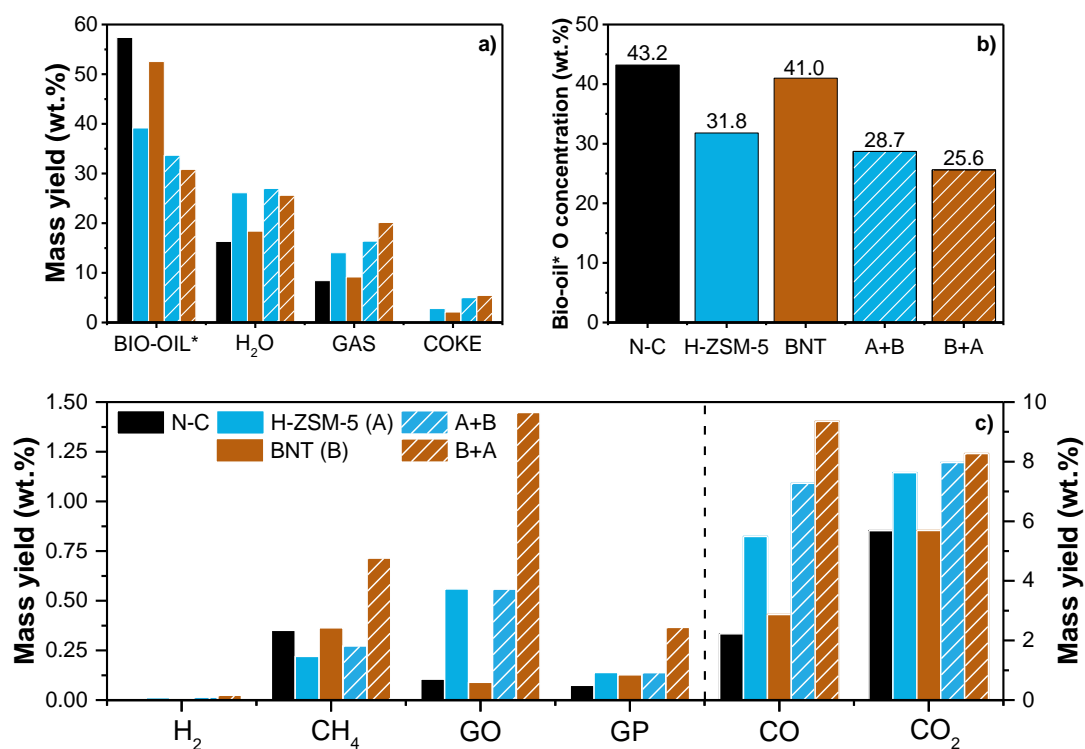 a)
Mass yield (wt.%)
60
50
40
30
20
10
0
BIO-OIL* H₂O GAS COKE
b)
Bio-oil* O concentration (wt.%)
50
40
30
20
10
0
43.2 31.8 41.0 28.7 25.6
N-C H-ZSM-5 BNT A+B B+A
c)
Mass yield (wt.%)
1.50
1.25
1.00
0.75
0.50
0.25
0.00
N-C H-ZSM-5 (A) A+B
BNT (B) B+A
H₂ CH₄ GO GP CO CO₂
10
8
6
4
2
0
Mass yield (wt.%)